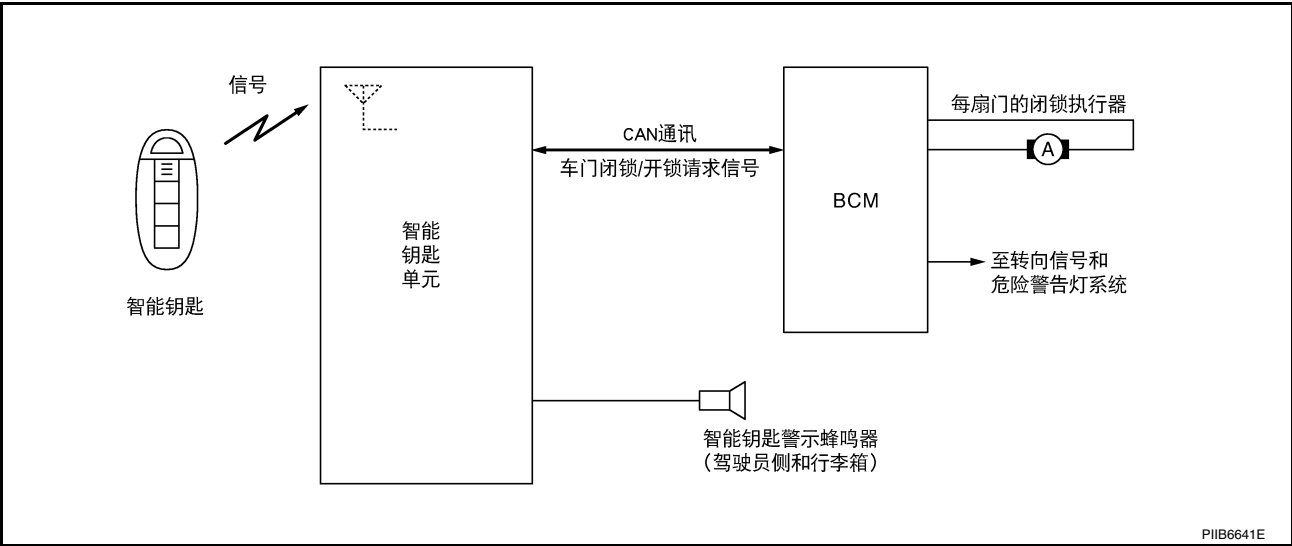 信号
智能钥匙
智能
钥匙
单元
CAN通讯
车门闭锁/开锁请求信号
BCM
每扇门的闭锁执行器
A
至转向信号和
危险警告灯系统
智能钥匙警示蜂鸣器
（驾驶员侧和行李箱）
PIIB6641E